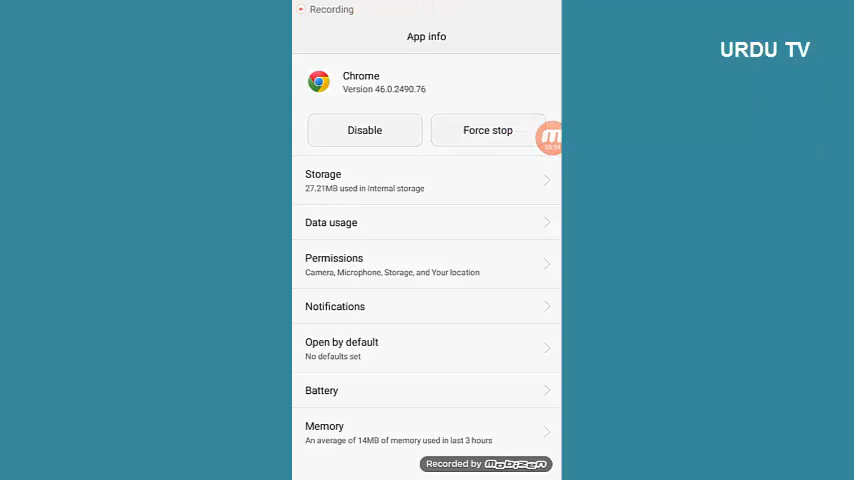 Recording
App info
URDU TV
Chrome
Version 46.0.2490.76
Disable
Force stop
Storage
27.21MB used in Internal storage
Data usage
Permissions
Camera, Microphone, Storage, and Your location
Notifications
Open by default
No defaults set
Battery
Memory
An average of 14MB of memory used in last 3 hours
Recorded by mobizen